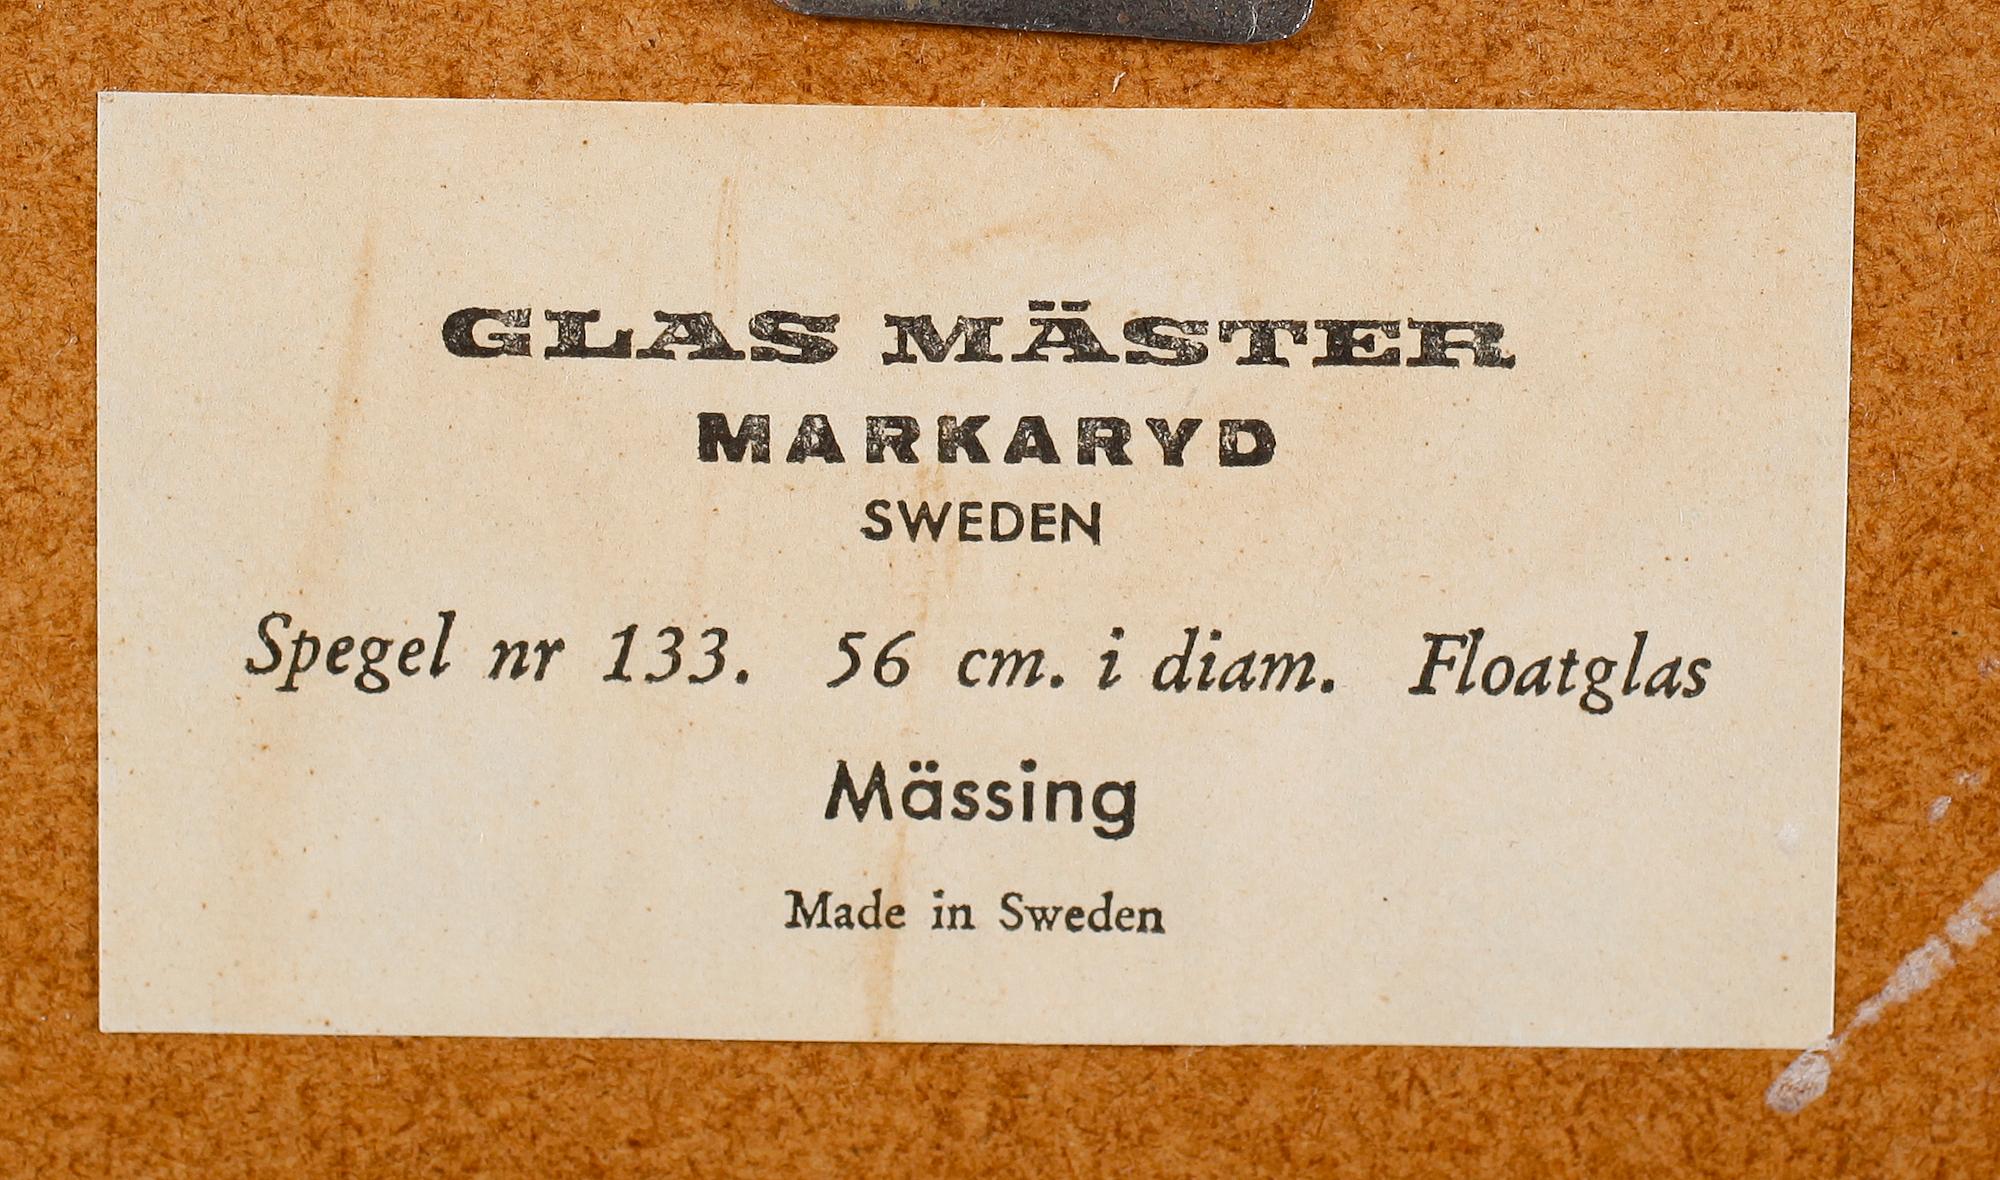 GLAS MÄSTER
MARKARYD
SWEDEN
Spegel nr 133. 56 cm. i diam. Floatglas
Mässing
Made in Sweden